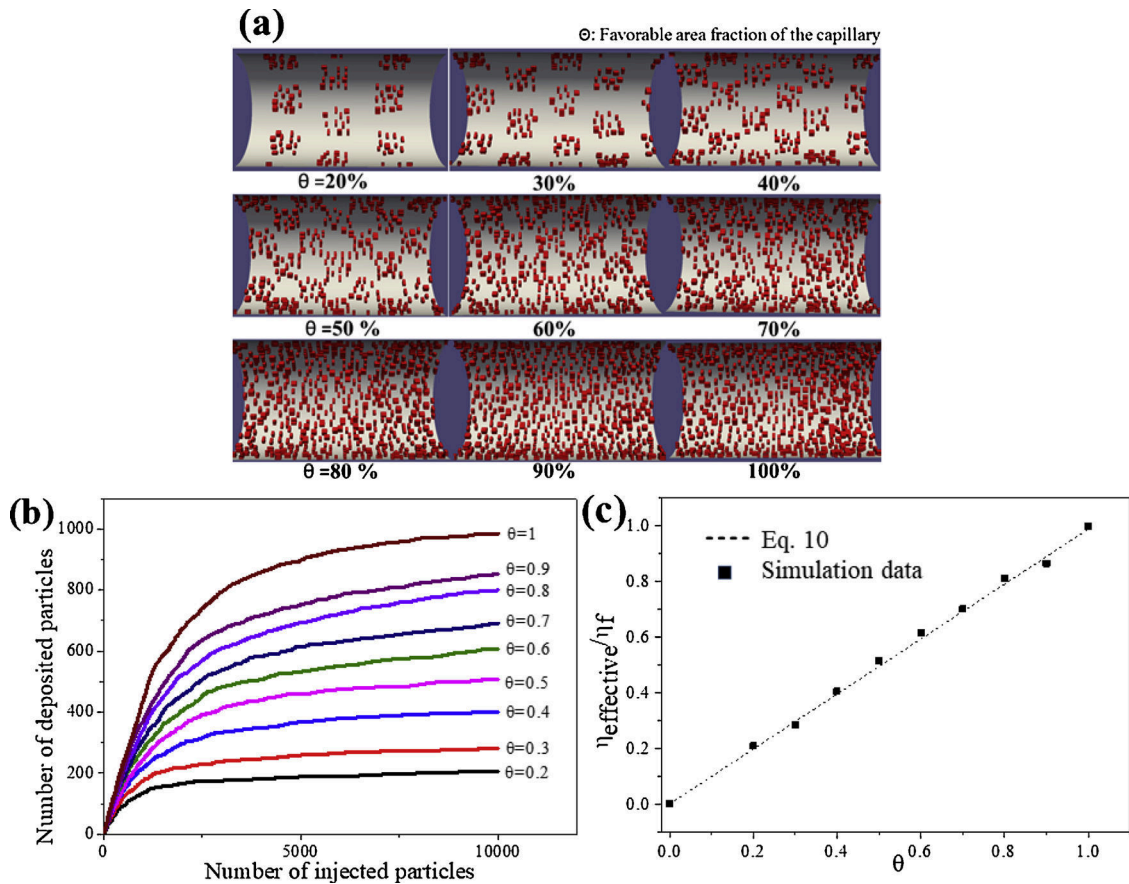 (a)
Θ: Favorable area fraction of the capillary
θ =20% 30% 40%
θ =50 % 60% 70%
θ=80 % 90% 100%
(b)
Number of deposited particles
1000
800
600
400
200
0
θ=1
θ=0.9
θ=0.8
θ=0.7
θ=0.6
θ=0.5
θ=0.4
θ=0.3
θ=0.2
0 5000 10000
Number of injected particles
(c)
ηeffective/ηf
1.0
0.8
0.6
0.4
0.2
0.0
Eq. 10
Simulation data
0.0 0.2 0.4 0.6 0.8 1.0
θ